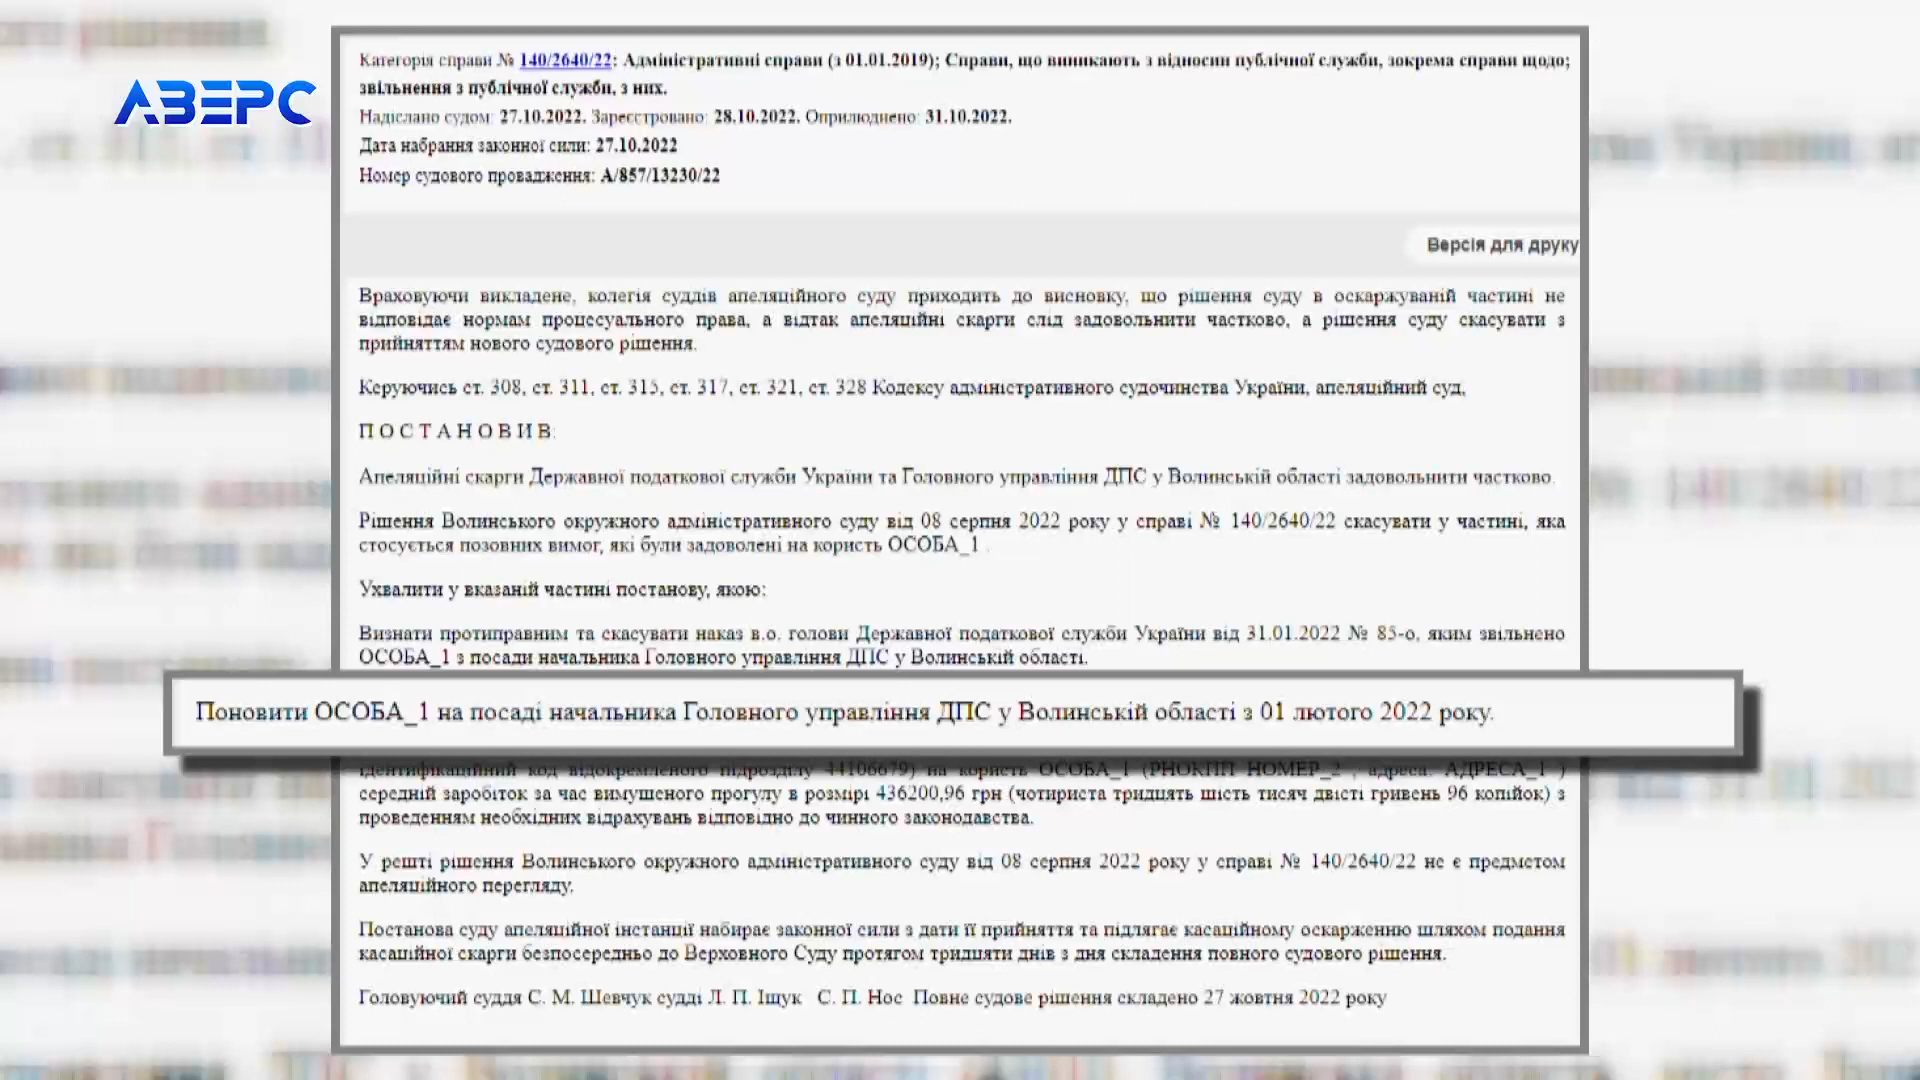 АВЕРС
Категорія справи № 140/2640/22: Адміністративні справи (з 01.01.2019); Справи, що виникають з відносин публічної служби, зокрема справи щодо;
звільнення з публічної служби, з них.
Надіслано судом: 27.10.2022. Зареєстровано: 28.10.2022. Оприлюднено: 31.10.2022.
Дата набрання законної сили: 27.10.2022
Номер судового провадження: А/857/13230/22
Версія для друку
Враховуючи викладене, колегія суддів апеляційного суду приходить до висновку, що рішення суду в оскаржуваній частині не
відповідає нормам процесуального права, а відтак апеляційні скарги слід задовольнити частково, а рішення суду скасувати з
прийняттям нового судового рішення.
Керуючись ст. 308, ст. 311, ст. 315, ст. 317, ст. 321, ст. 328 Кодексу адміністративного судочинства України, апеляційний суд,
П О С Т А Н О В И В:
Апеляційні скарги Державної податкової служби України та Головного управління ДПС у Волинській області задовольнити частково.
Рішення Волинського окружного адміністративного суду від 08 серпня 2022 року у справі № 140/2640/22 скасувати у частині, яка
стосується позовних вимог, які були задоволені на користь ОСОБА_1 .
Ухвалити у вказаній частині постанову, якою:
Визнати протиправним та скасувати наказ в.о. голови Державної податкової служби України від 31.01.2022 № 85-о, яким звільнено
ОСОБА_1 з посади начальника Головного управління ДПС у Волинській області.
Поновити ОСОБА_1 на посаді начальника Головного управління ДПС у Волинській області з 01 лютого 2022 року.
ідентифікаційний код відокремленого підрозділу 44106679) на користь ОСОБА_1 (РНОКПП НОМЕР_2 , адреса: АДРЕСА_1 )
середній заробіток за час вимушеного прогулу в розмірі 436200,96 грн (чотириста тридцять шість тисяч двісті гривень 96 копійок) з
проведенням необхідних відрахувань відповідно до чинного законодавства.
У решті рішення Волинського окружного адміністративного суду від 08 серпня 2022 року у справі № 140/2640/22 не є предметом
апеляційного перегляду.
Постанова суду апеляційної інстанції набирає законної сили з дати її прийняття та підлягає касаційному оскарженню шляхом подання
касаційної скарги безпосередньо до Верховного Суду протягом тридцяти днів з дня складення повного судового рішення.
Головуючий суддя С. М. Шевчук судді Л. П. Іщук С. П. Нос Повне судове рішення складено 27 жовтня 2022 року